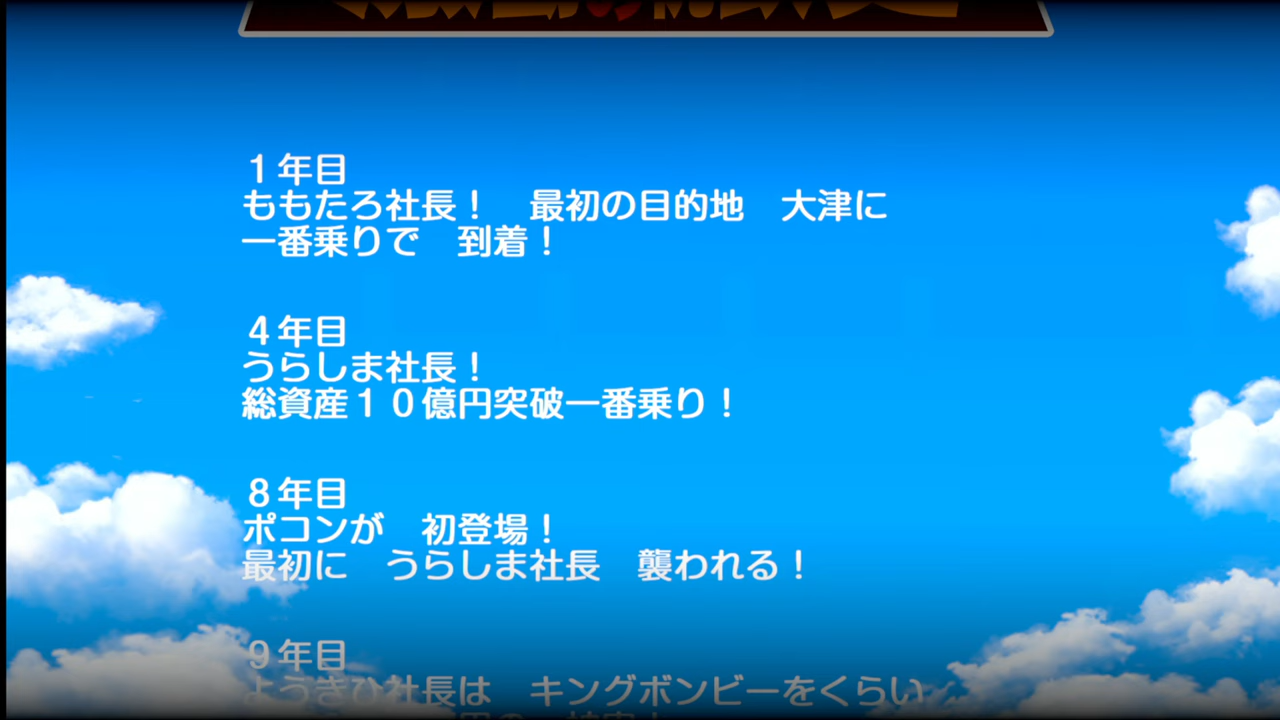 １年目
ももたろ社長！　最初の目的地　大津に
一番乗りで　到着！
４年目
うらしま社長！
総資産１０億円突破一番乗り！
８年目
ポコンが　初登場！
最初に　うらしま社長　襲われる！
９年目
ようきひ社長は　キングボンビーをくらい